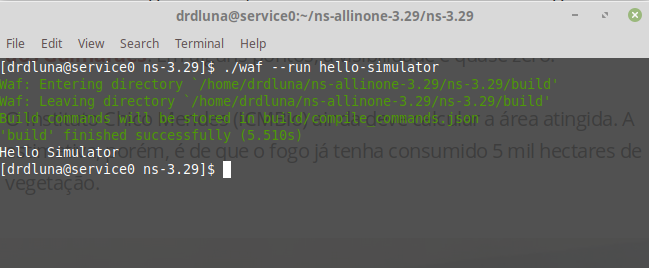 drdluna@service0:~/ns-allinone-3.29/ns-3.29
File Edit View Search Terminal Help
[drdluna@service0 ns-3.29]$ ./waf --run hello-simulator
Waf: Entering directory `/home/drdluna/ns-allinone-3.29/ns-3.29/build'
Waf: Leaving directory `/home/drdluna/ns-allinone-3.29/ns-3.29/build'
Build commands will be stored in build/compile_commands.json
'build' finished successfully (5.510s)
Hello Simulator
[drdluna@service0 ns-3.29]$
a área atingida. A
porém, é de que o fogo já tenha consumido 5 mil hectares de
vegetação.